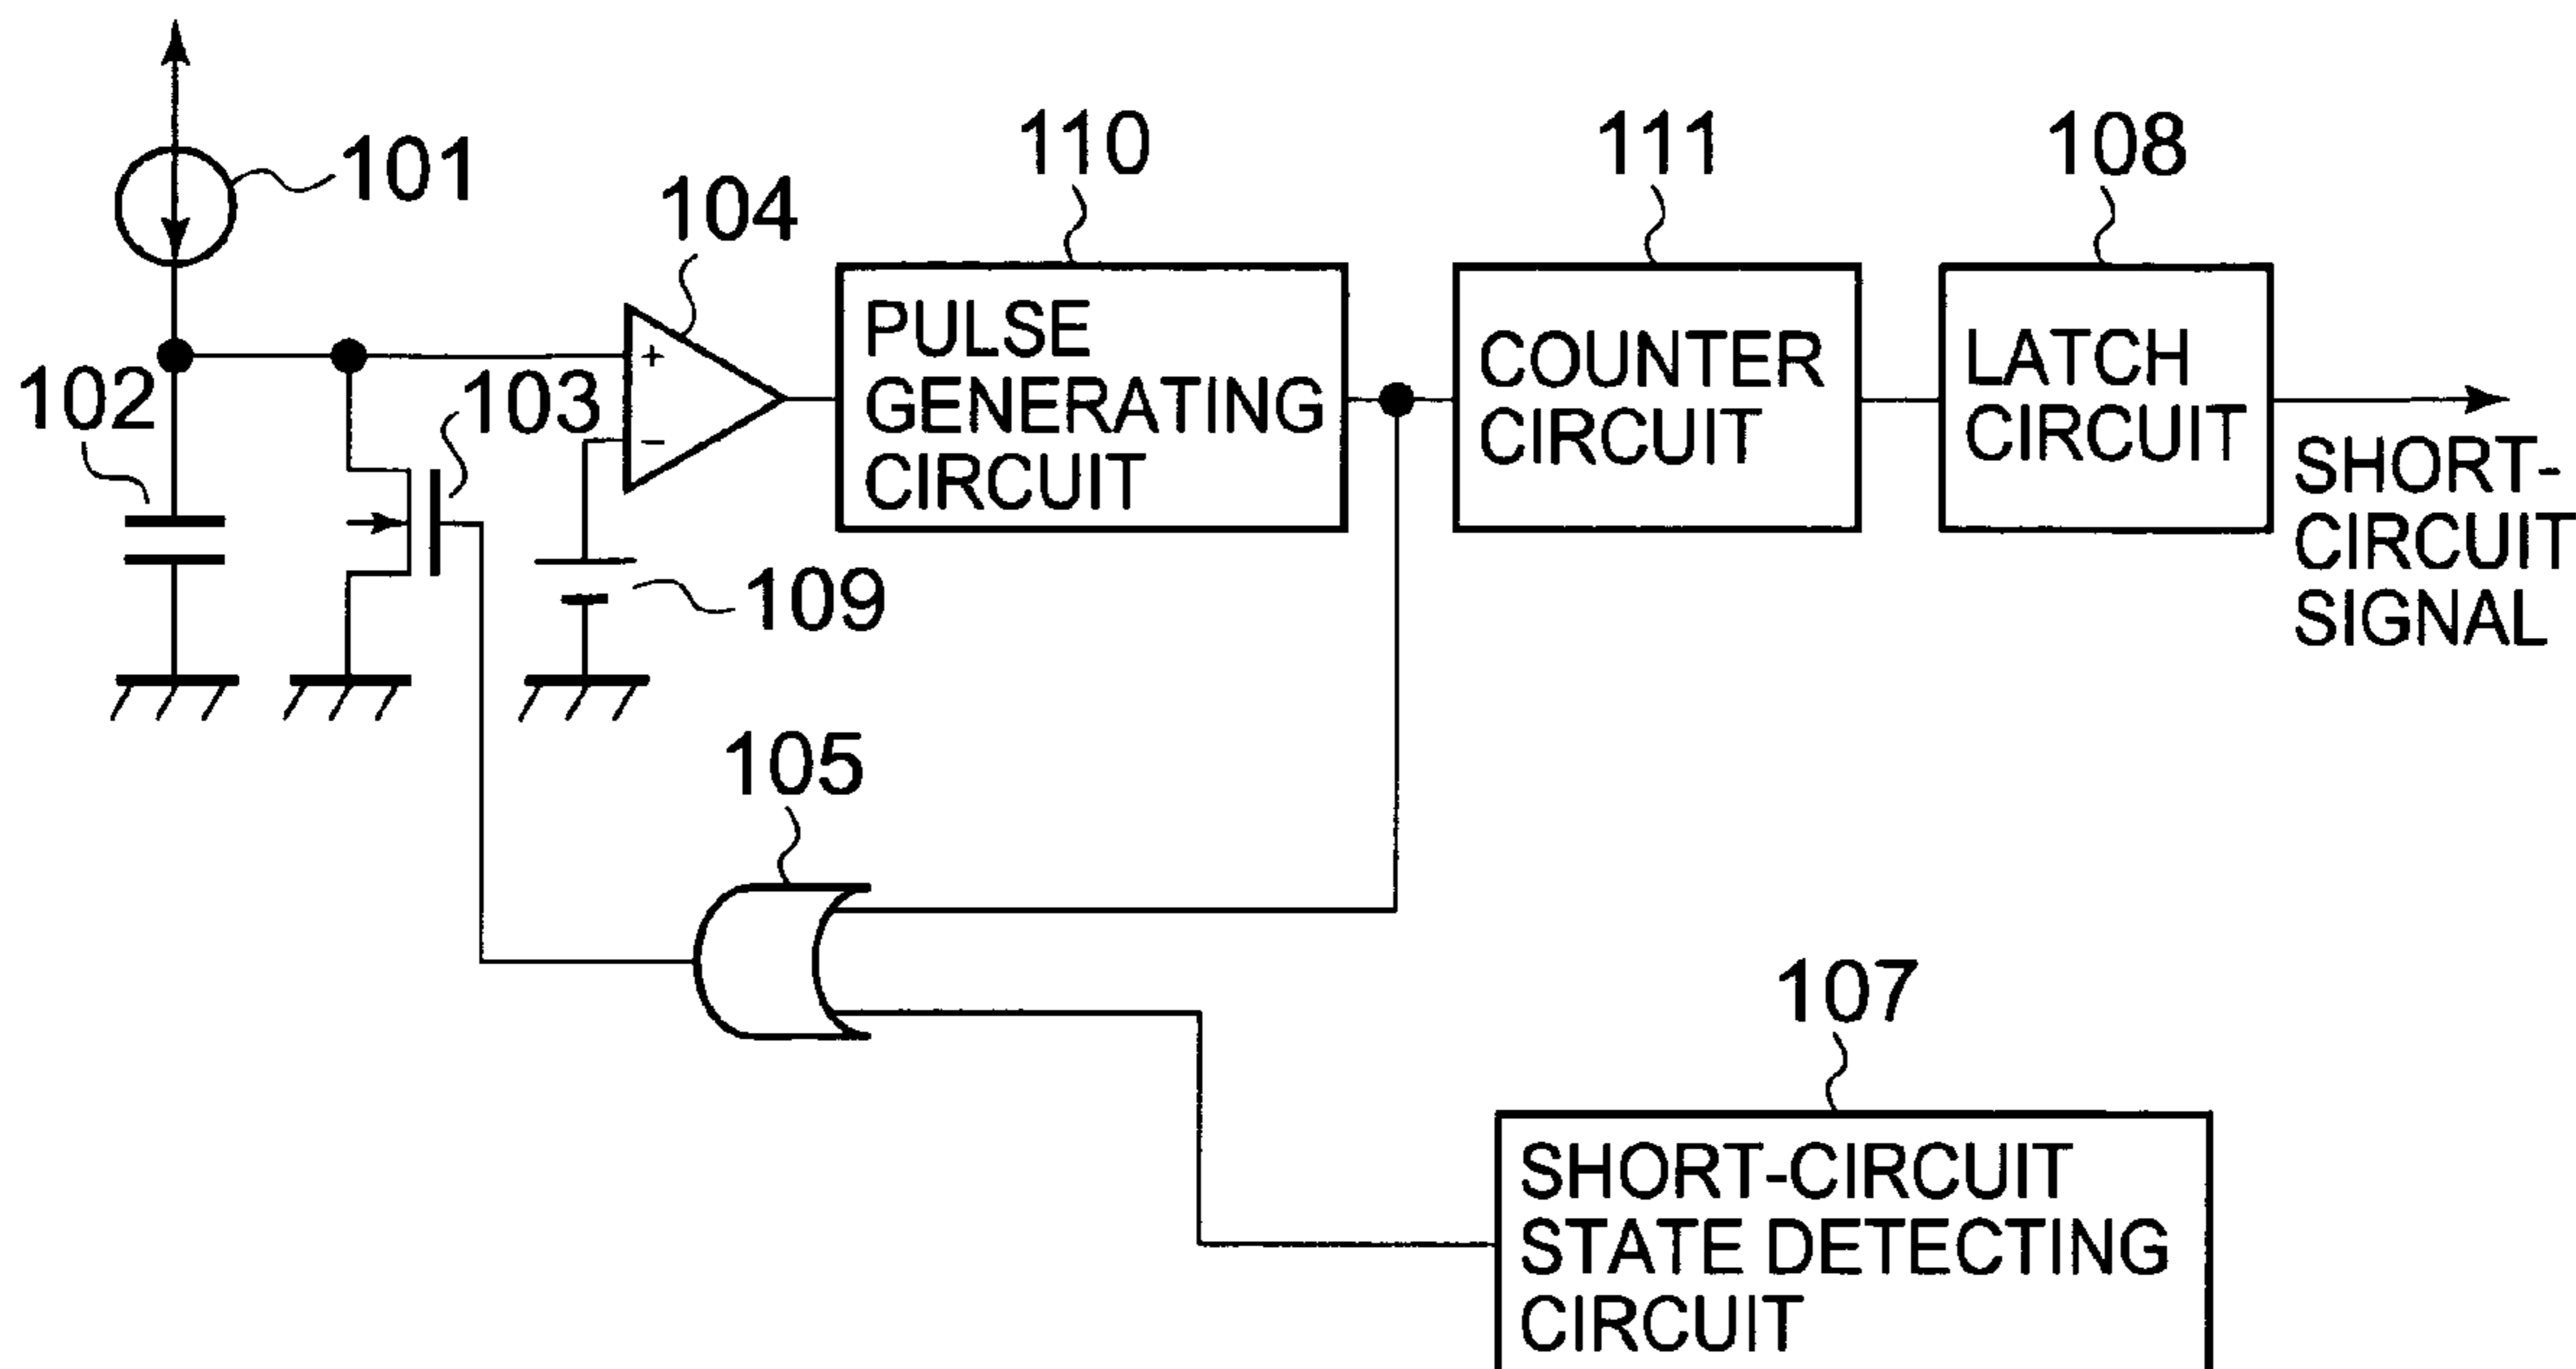 101
110
111
108
104
102
103
+
−
PULSE
GENERATING
CIRCUIT
COUNTER
CIRCUIT
LATCH
CIRCUIT
SHORT-
CIRCUIT
SIGNAL
109
105
107
SHORT-CIRCUIT
STATE DETECTING
CIRCUIT